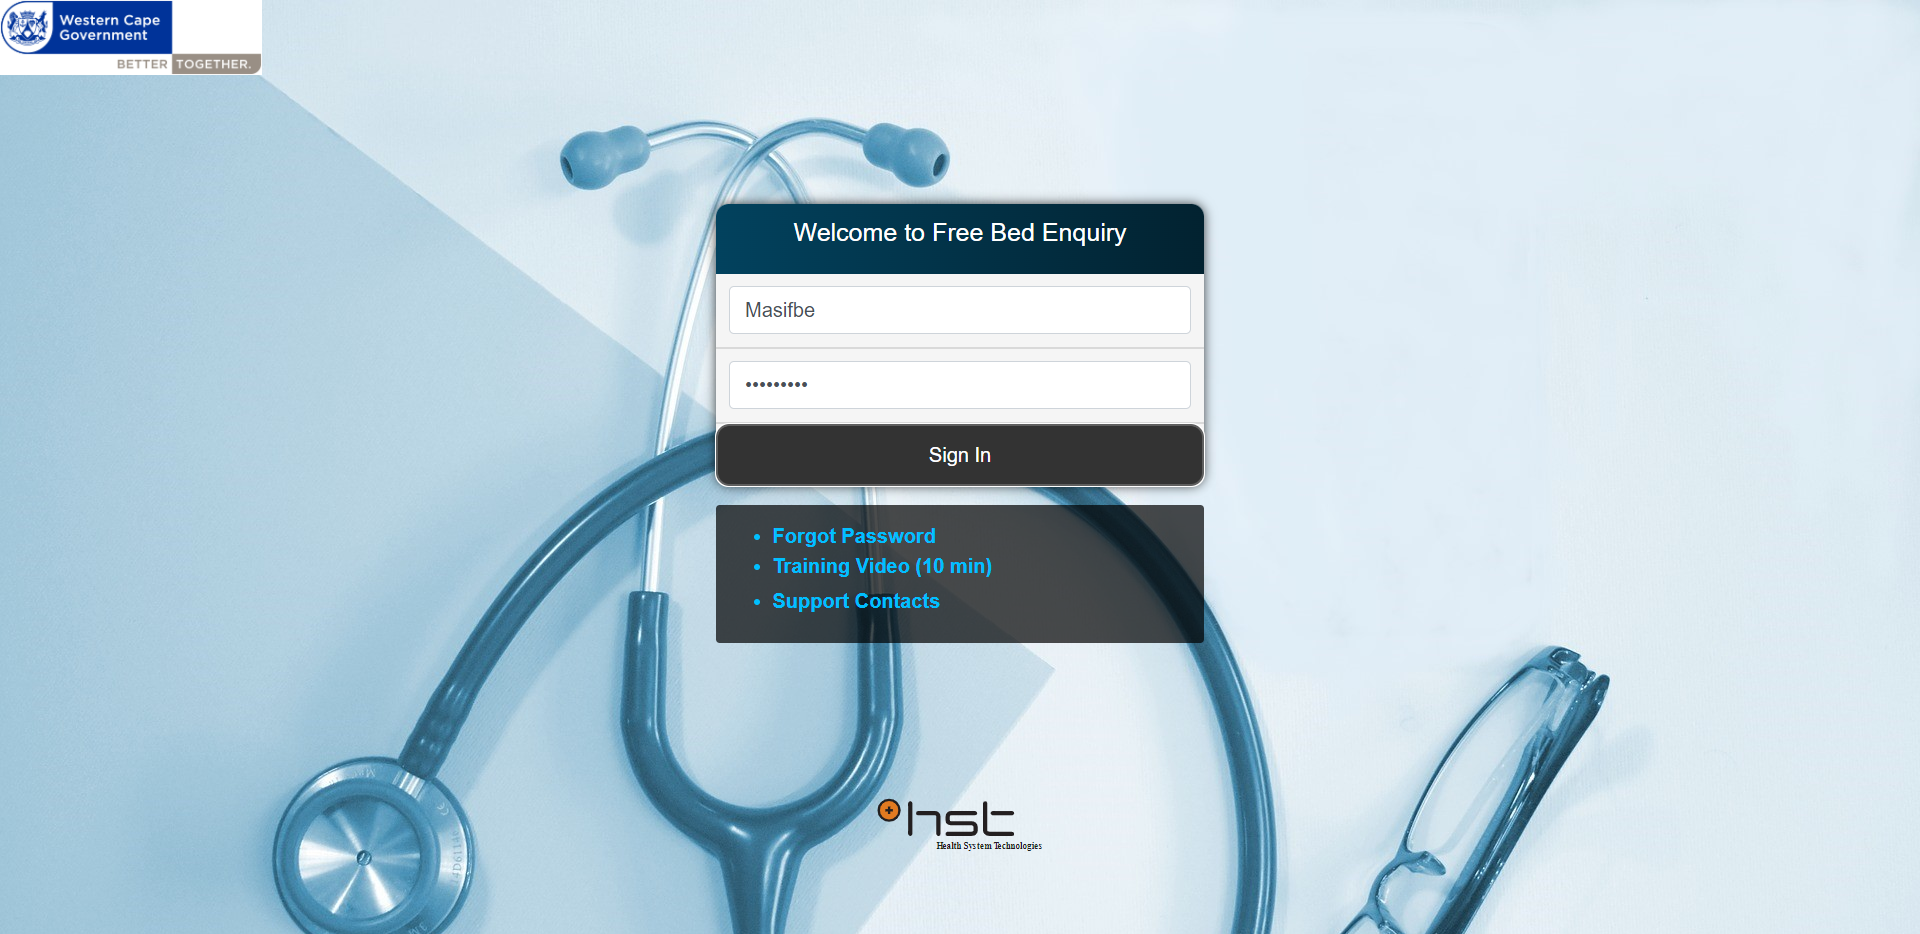 Western Cape
Government
BETTER TOGETHER.
Welcome to Free Bed Enquiry
Masifbe
•••••••••
Sign In
• Forgot Password
• Training Video (10 min)
• Support Contacts
hst
Health System Technologies